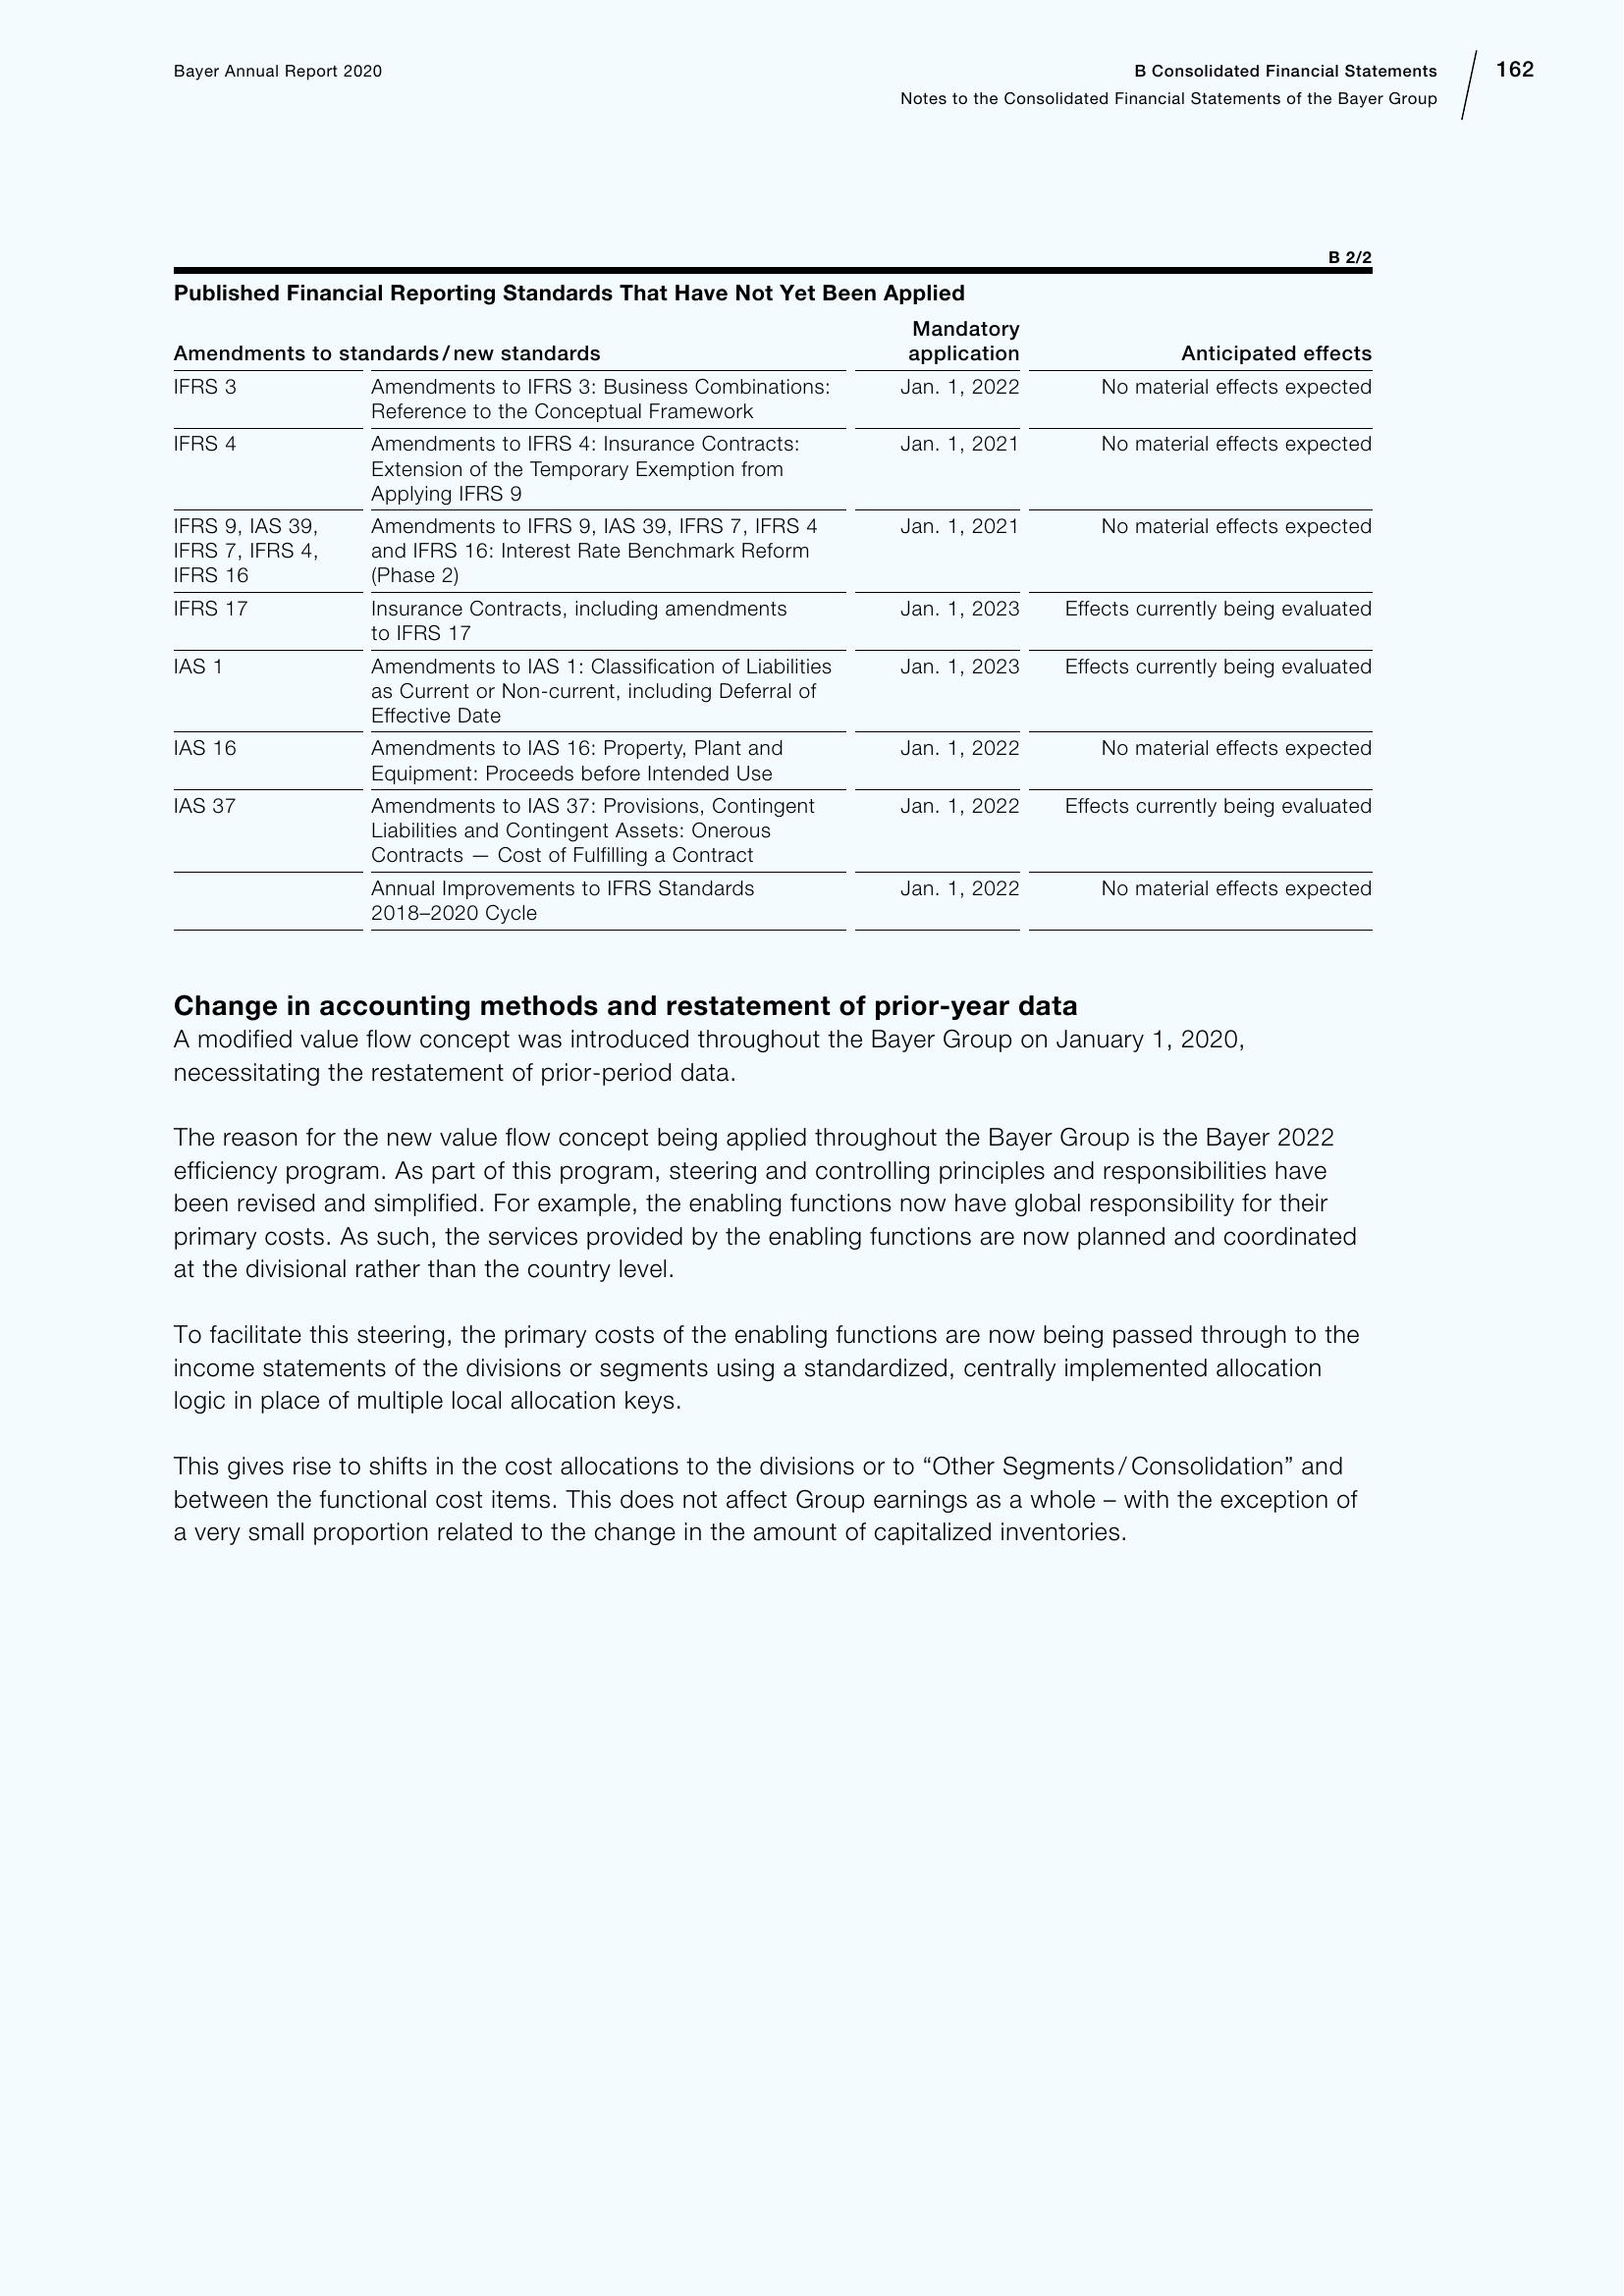 Bayer Annual Report 2020
B Consolidated Financial Statements
Notes to the Consolidated Financial Statements of the Bayer Group
162
B 2/2
Published Financial Reporting Standards That Have Not Yet Been Applied
Amendments to standards/new standards
Mandatory
application
Anticipated effects
IFRS 3 Amendments to IFRS 3: Business Combinations: Jan. 1, 2022 No material effects expected
Reference to the Conceptual Framework
IFRS 4 Amendments to IFRS 4: Insurance Contracts: Jan. 1, 2021 No material effects expected
Extension of the Temporary Exemption from
Applying IFRS 9
IFRS 9, IAS 39, Amendments to IFRS 9, IAS 39, IFRS 7, IFRS 4 Jan. 1, 2021 No material effects expected
IFRS 7, IFRS 4, and IFRS 16: Interest Rate Benchmark Reform
IFRS 16 (Phase 2)
IFRS 17 Insurance Contracts, including amendments Jan. 1, 2023 Effects currently being evaluated
to IFRS 17
IAS 1 Amendments to IAS 1: Classification of Liabilities Jan. 1, 2023 Effects currently being evaluated
as Current or Non-current, including Deferral of
Effective Date
IAS 16 Amendments to IAS 16: Property, Plant and Jan. 1, 2022 No material effects expected
Equipment: Proceeds before Intended Use
IAS 37 Amendments to IAS 37: Provisions, Contingent Jan. 1, 2022 Effects currently being evaluated
Liabilities and Contingent Assets: Onerous
Contracts — Cost of Fulfilling a Contract
Annual Improvements to IFRS Standards Jan. 1, 2022 No material effects expected
2018–2020 Cycle
Change in accounting methods and restatement of prior-year data
A modified value flow concept was introduced throughout the Bayer Group on January 1, 2020,
necessitating the restatement of prior-period data.
The reason for the new value flow concept being applied throughout the Bayer Group is the Bayer 2022
efficiency program. As part of this program, steering and controlling principles and responsibilities have
been revised and simplified. For example, the enabling functions now have global responsibility for their
primary costs. As such, the services provided by the enabling functions are now planned and coordinated
at the divisional rather than the country level.
To facilitate this steering, the primary costs of the enabling functions are now being passed through to the
income statements of the divisions or segments using a standardized, centrally implemented allocation
logic in place of multiple local allocation keys.
This gives rise to shifts in the cost allocations to the divisions or to “Other Segments/Consolidation” and
between the functional cost items. This does not affect Group earnings as a whole – with the exception of
a very small proportion related to the change in the amount of capitalized inventories.